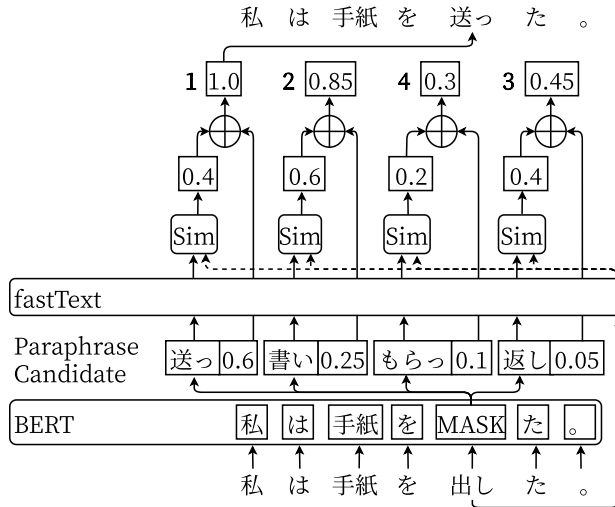 私 は 手紙 を 送っ た 。
1 1.0 2 0.85 4 0.3 3 0.45
0.4 0.6 0.2 0.4
Sim Sim Sim Sim
fastText
Paraphrase
Candidate
送っ 0.6 書い 0.25 もらっ 0.1 返し 0.05
BERT 私 は 手紙 を MASK た 。
私 は 手紙 を 出し た 。